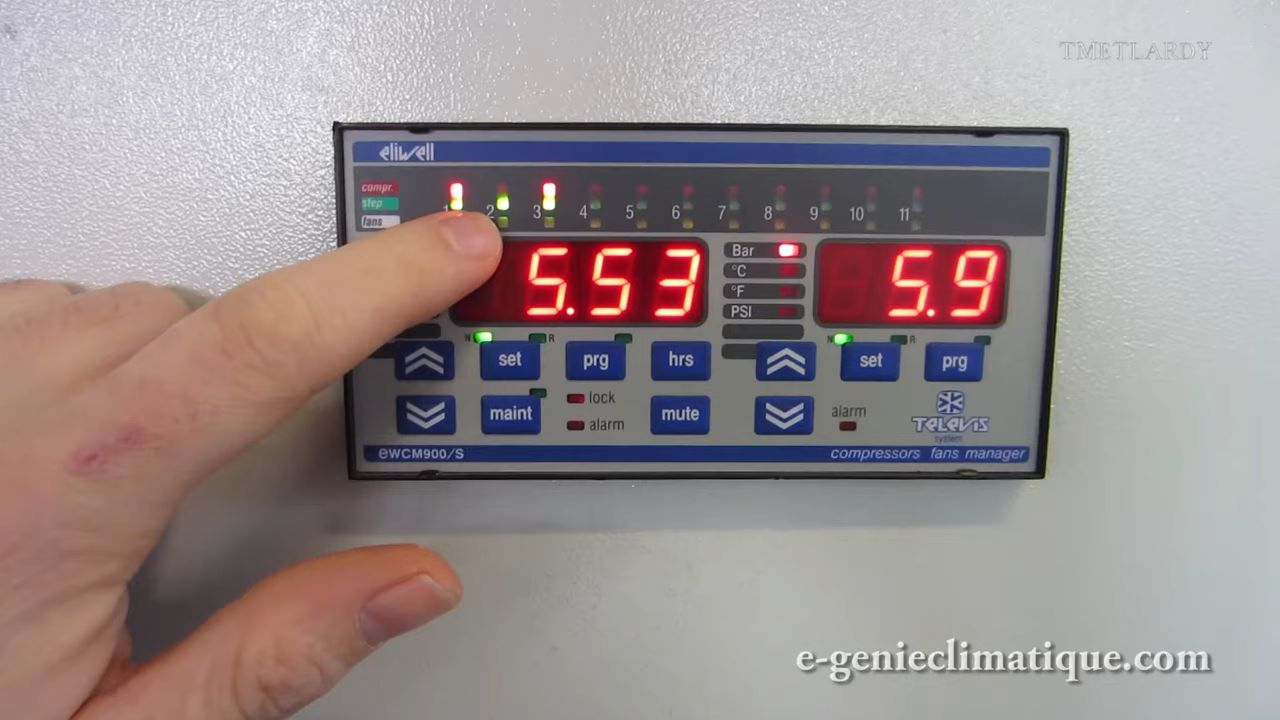 TMETLARDY
eliwell
compr.
step
fans
1 2 3 4 5 6 7 8 9 10 11
5.53
Bar
°C
°F
PSI
5.9
N R N R
set prg hrs set prg
maint lock mute alarm
alarm
TELEVIS
system
eWCM900/S compressors fans manager
e-genieclimatique.com